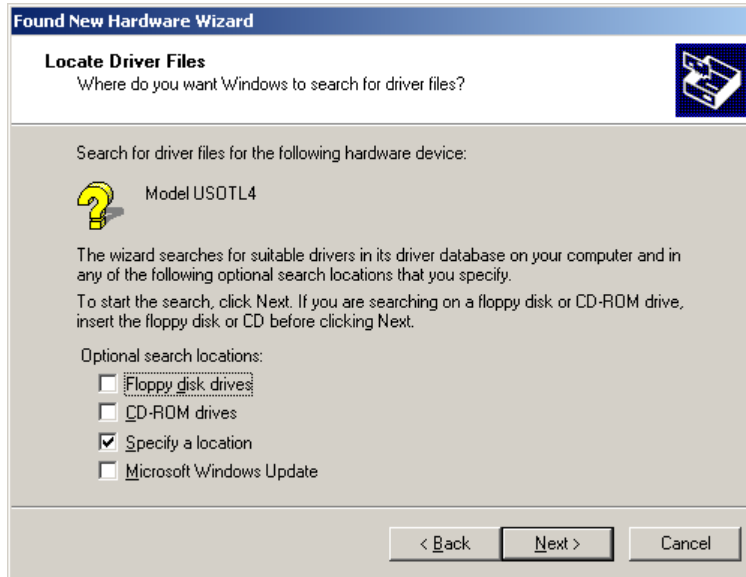 Found New Hardware Wizard
Locate Driver Files
Where do you want Windows to search for driver files?
Search for driver files for the following hardware device:
Model USOTL4
The wizard searches for suitable drivers in its driver database on your computer and in
any of the following optional search locations that you specify.
To start the search, click Next. If you are searching on a floppy disk or CD-ROM drive,
insert the floppy disk or CD before clicking Next.
Optional search locations:
Floppy disk drives
CD-ROM drives
Specify a location
Microsoft Windows Update
< Back Next > Cancel